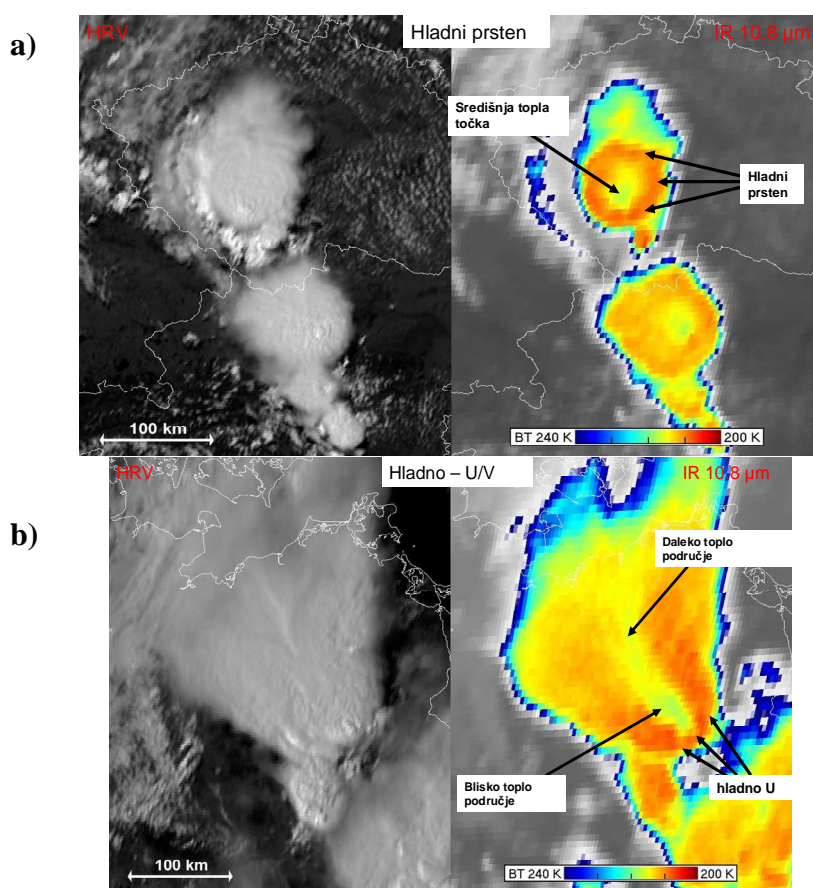 a)
HRV
Hladni prsten
IR 10.8 µm
Središnja topla
točka
Hladni
prsten
100 km
BT 240 K
200 K
b)
HRV
Hladno – U/V
IR 10.8 µm
Daleko toplo
područje
Blisko toplo
područje
hladno U
100 km
BT 240 K
200 K